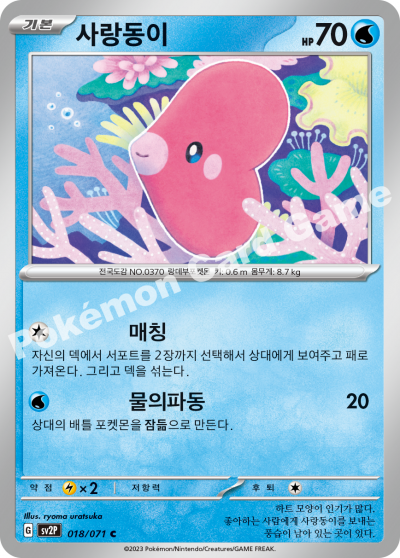 기본 사랑동이 HP 70
전국도감 NO.0370 랑데부포켓몬 키: 0.6 m 몸무게: 8.7 kg
매칭
자신의 덱에서 서포트를 2장까지 선택해서 상대에게 보여주고 패로
가져온다. 그리고 덱을 섞는다.
물의파동 20
상대의 배틀 포켓몬을 잠듦으로 만든다.
약점 ×2 저항력 후퇴
Illus. ryoma uratsuka
G SV2P 018/071 C
하트 모양이 인기가 많다.
좋아하는 사람에게 사랑동이를 보내는
풍습이 남아 있는 곳이 있다.
©2023 Pokémon/Nintendo/Creatures/GAME FREAK.
Pokémon Card Game